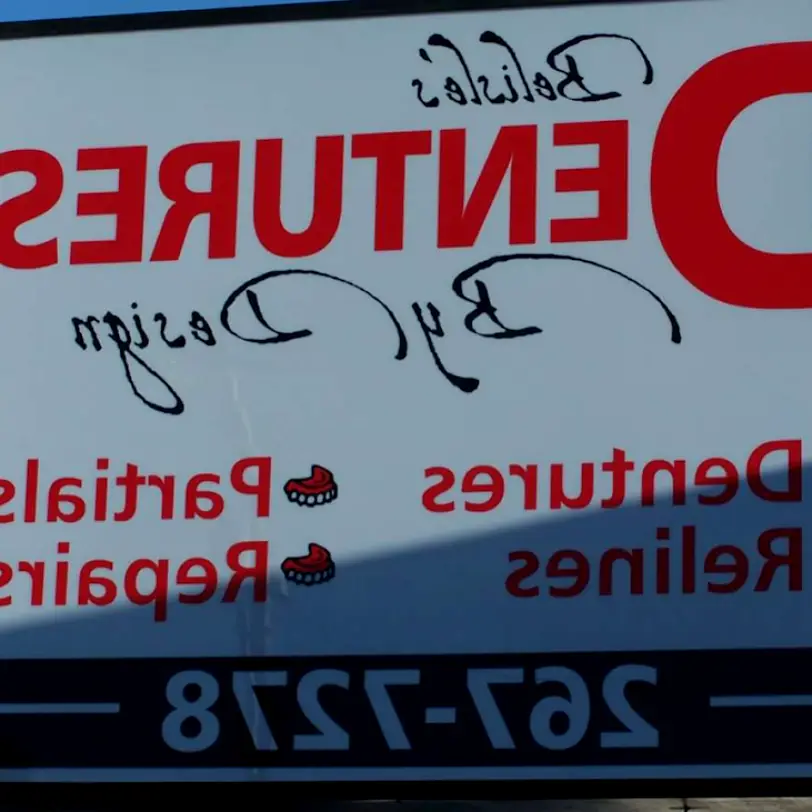 Belisle's
DENTURES
By Design
Dentures Partials
Relines Repairs
267-7278